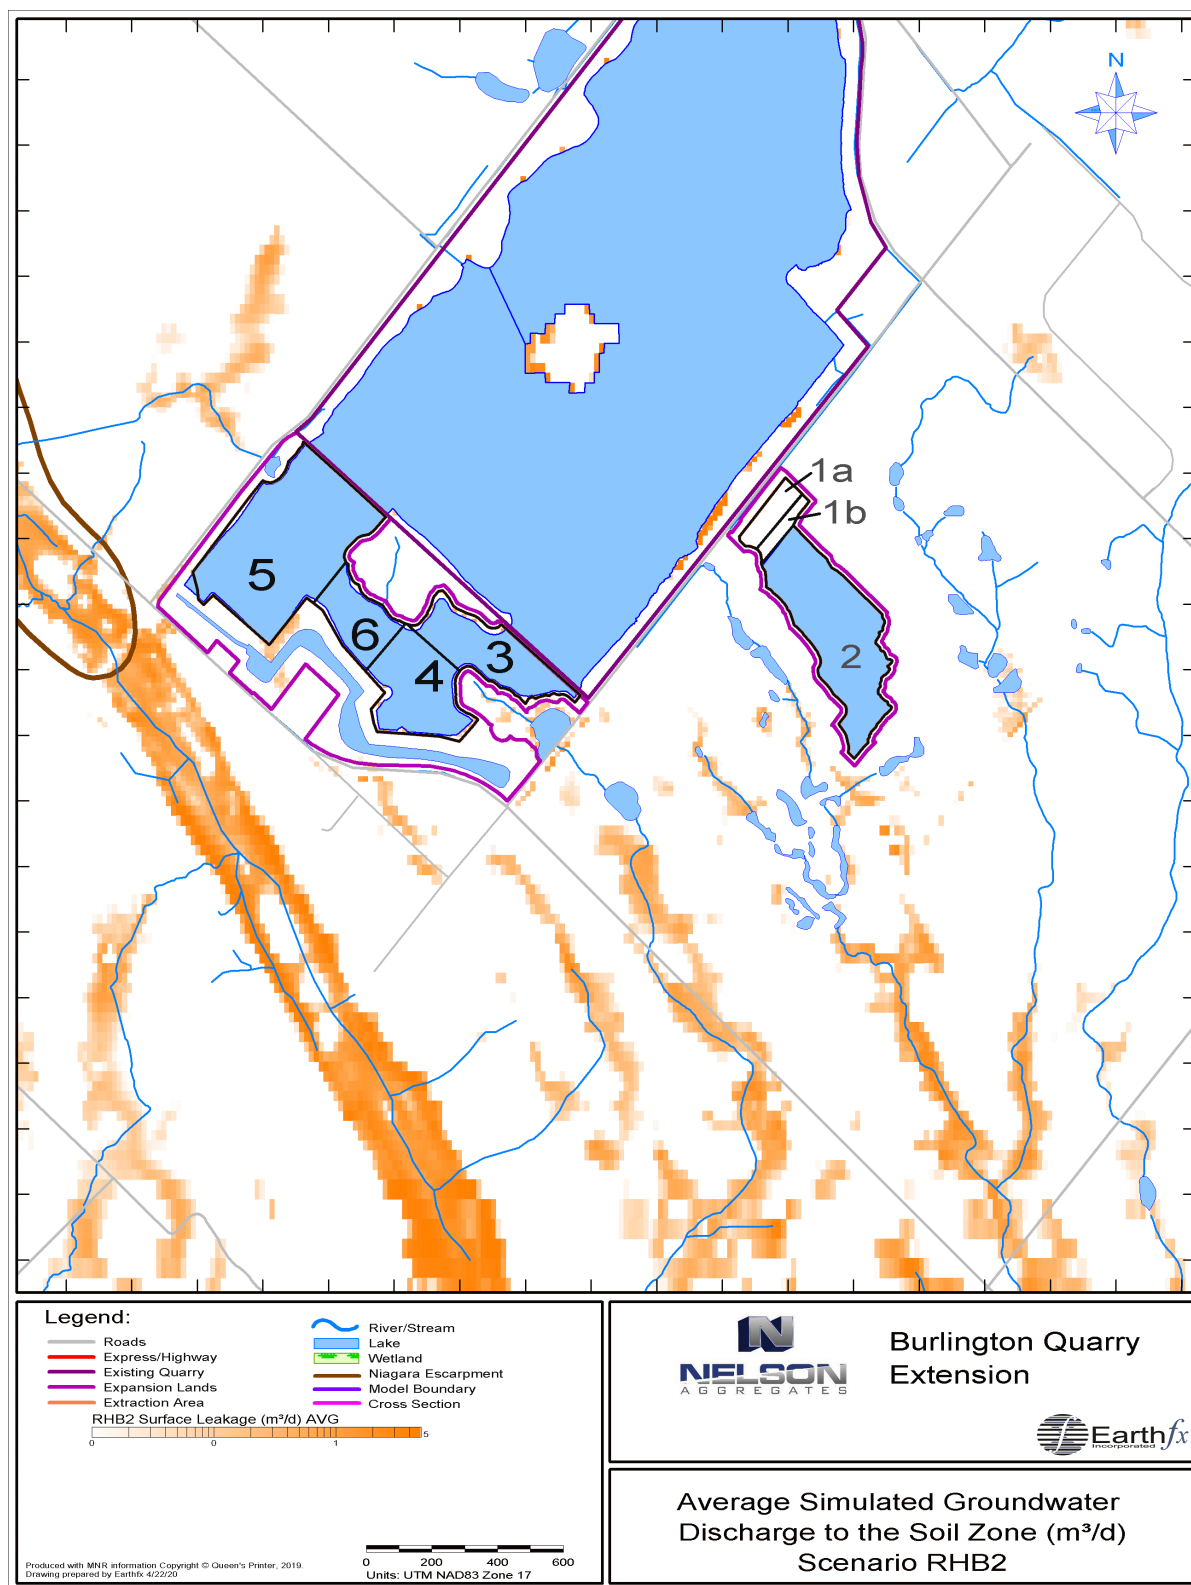 N
1a
1b
5
6
3
4
2
Legend:
Roads
Express/Highway
Existing Quarry
Expansion Lands
Extraction Area
River/Stream
Lake
Wetland
Niagara Escarpment
Model Boundary
Cross Section
RHB2 Surface Leakage (m³/d) AVG
0 0 1 5
0 200 400 600
Units: UTM NAD83 Zone 17
Produced with MNR information Copyright © Queen's Printer, 2019.
Drawing prepared by Earthfx 4/22/20
N
NELSON
AGGREGATES
Burlington Quarry
Extension
Earthfx
Incorporated
Average Simulated Groundwater
Discharge to the Soil Zone (m³/d)
Scenario RHB2